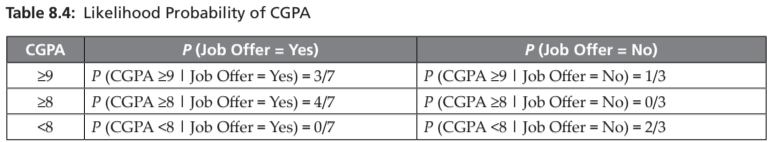 Table 8.4: Likelihood Probability of CGPA
CGPA P (Job Offer = Yes) P (Job Offer = No)
≥9 P (CGPA ≥9 | Job Offer = Yes) = 3/7 P (CGPA ≥9 | Job Offer = No) = 1/3
≥8 P (CGPA ≥8 | Job Offer = Yes) = 4/7 P (CGPA ≥8 | Job Offer = No) = 0/3
<8 P (CGPA <8 | Job Offer = Yes) = 0/7 P (CGPA <8 | Job Offer = No) = 2/3